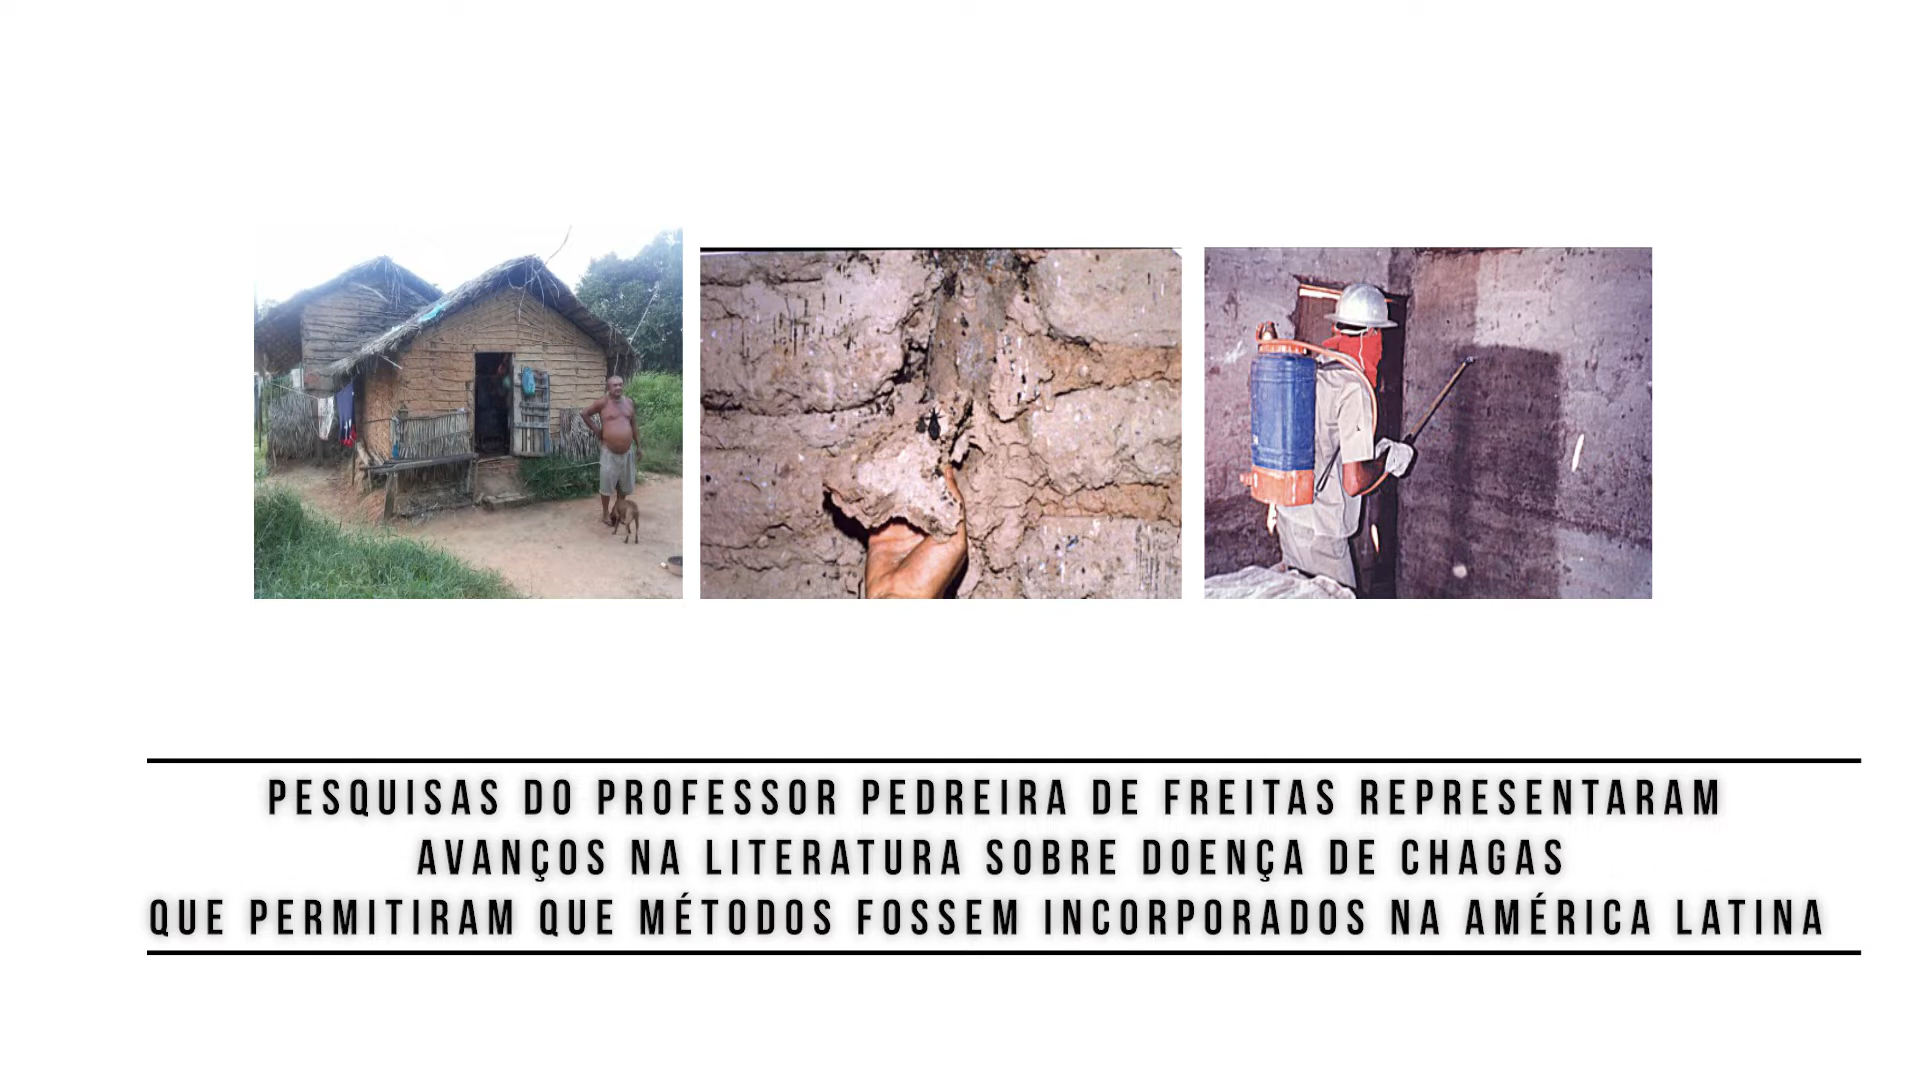 PESQUISAS DO PROFESSOR PEDREIRA DE FREITAS REPRESENTARAM
AVANÇOS NA LITERATURA SOBRE DOENÇA DE CHAGAS
QUE PERMITIRAM QUE MÉTODOS FOSSEM INCORPORADOS NA AMÉRICA LATINA